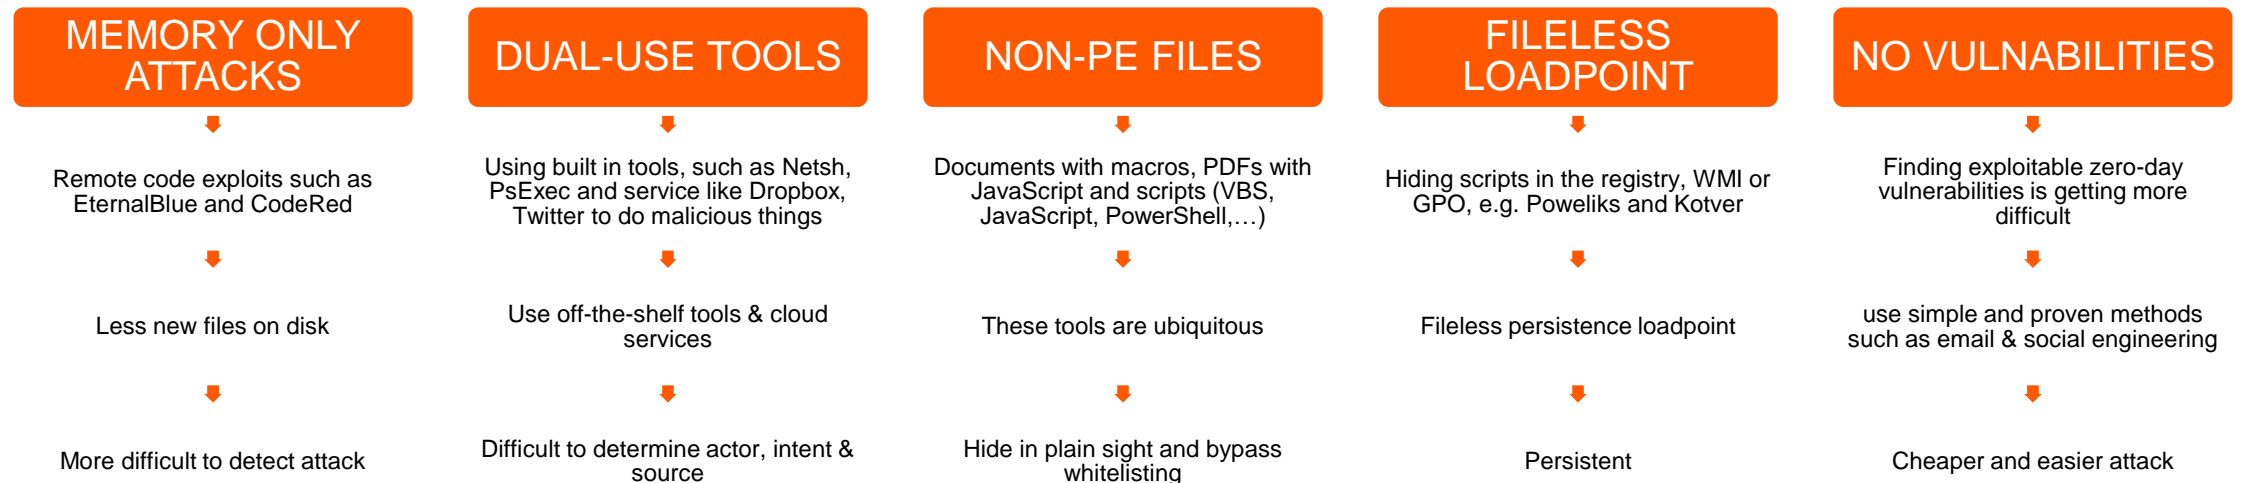 MEMORY ONLY
ATTACKS
Remote code exploits such as
EternalBlue and CodeRed
Less new files on disk
More difficult to detect attack
DUAL-USE TOOLS
Using built in tools, such as Netsh,
PsExec and service like Dropbox,
Twitter to do malicious things
Use off-the-shelf tools & cloud
services
Difficult to determine actor, intent &
source
NON-PE FILES
Documents with macros, PDFs with
JavaScript and scripts (VBS,
JavaScript, PowerShell,…)
These tools are ubiquitous
Hide in plain sight and bypass
whitelisting
FILELESS
LOADPOINT
Hiding scripts in the registry, WMI or
GPO, e.g. Poweliks and Kotver
Fileless persistence loadpoint
Persistent
NO VULNABILITIES
Finding exploitable zero-day
vulnerabilities is getting more
difficult
use simple and proven methods
such as email & social engineering
Cheaper and easier attack